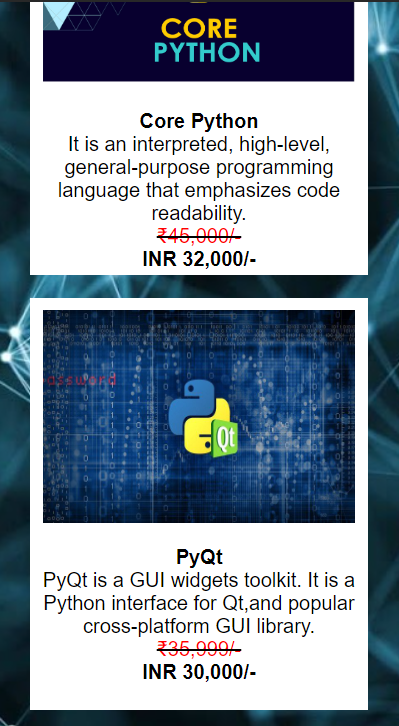 CORE
PYTHON
Core Python
It is an interpreted, high-level,
general-purpose programming
language that emphasizes code
readability.
₹45,000/-
INR 32,000/-
assword
Qt
PyQt
PyQt is a GUI widgets toolkit. It is a
Python interface for Qt,and popular
cross-platform GUI library.
₹35,999/-
INR 30,000/-